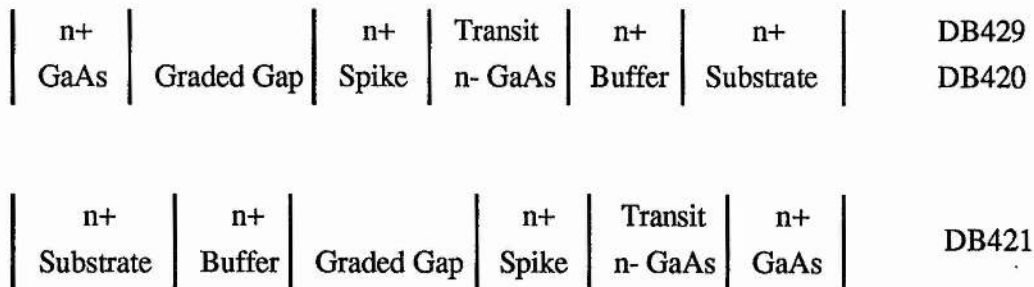 n+ n+ Transit n+ n+ DB429
GaAs Graded Gap Spike n- GaAs Buffer Substrate DB420
n+ n+ n+ Transit n+
Substrate Buffer Graded Gap Spike n- GaAs GaAs DB421